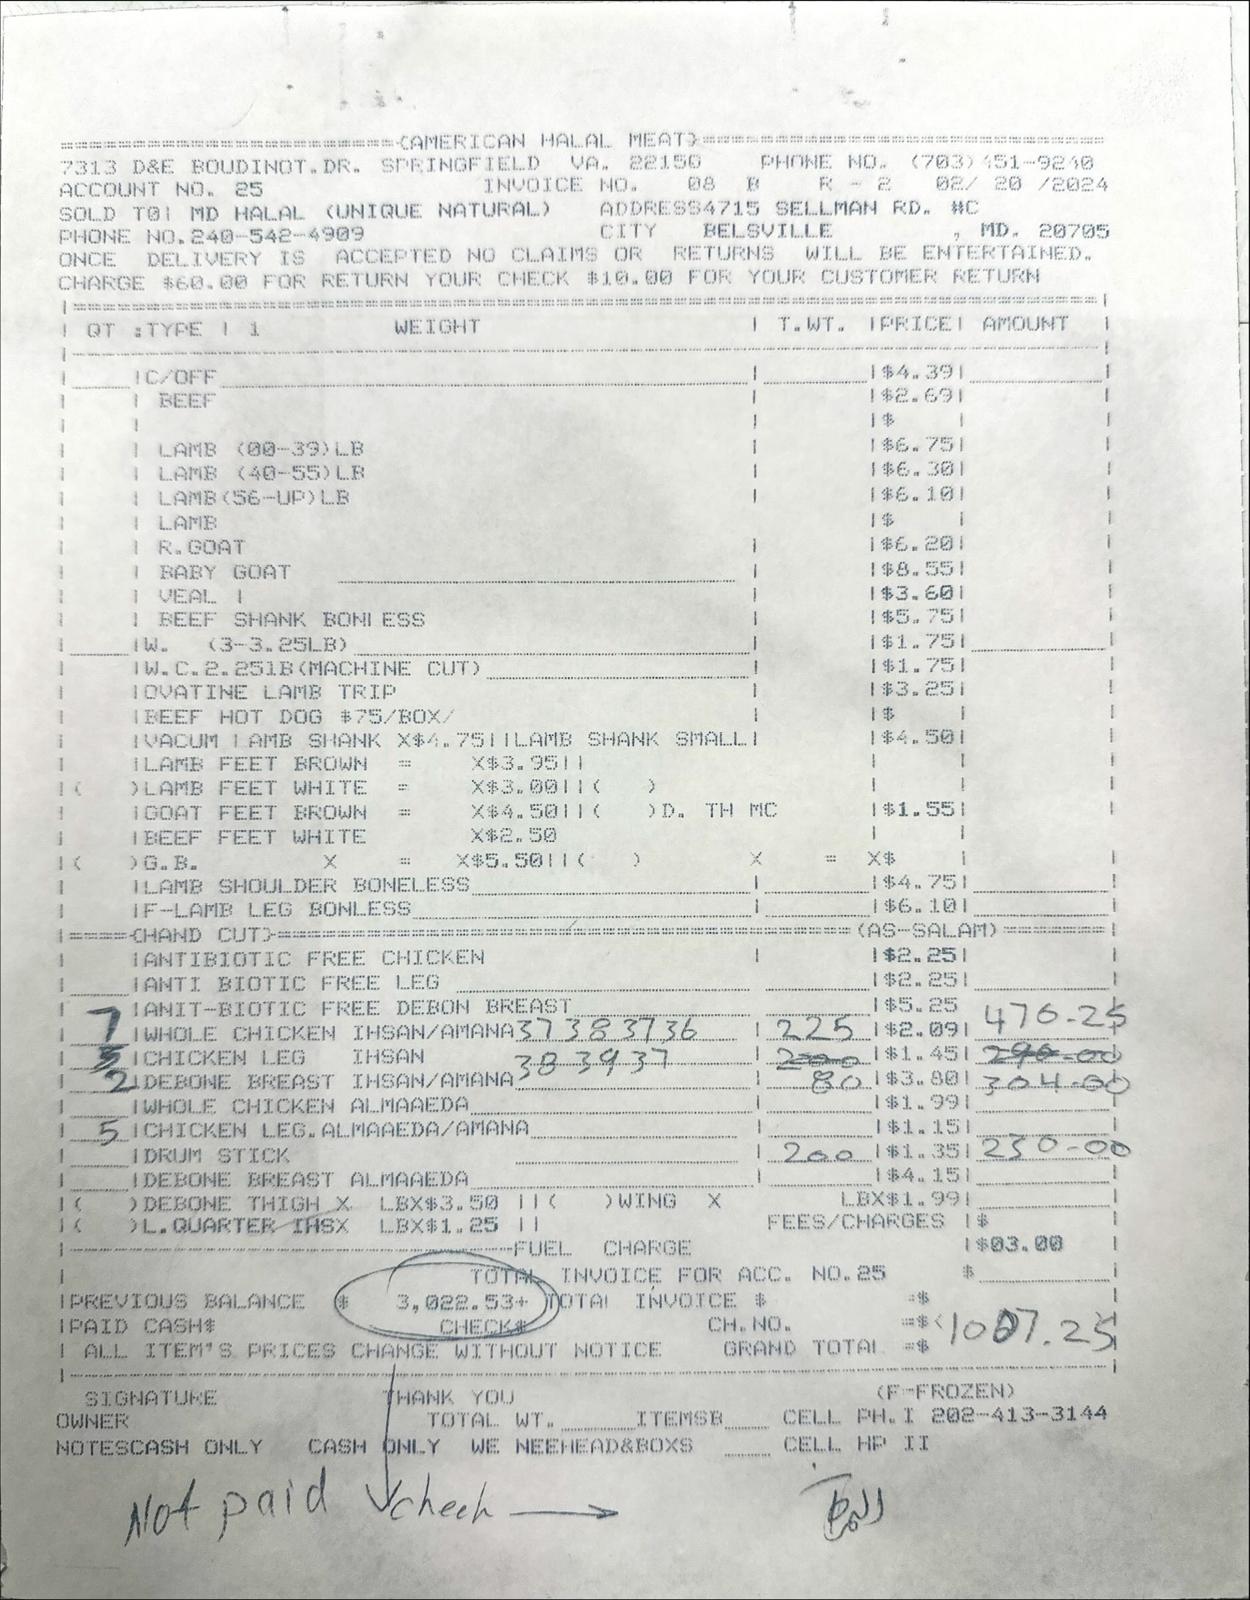 ==={AMERICAN HALAL MEAT}===
7313 D&E BOUDINOT.DR. SPRINGFIELD VA. 22150 PHONE NO. (703)451-9240
ACCOUNT NO. 25 INVOICE NO. 08 B R - 2 02/ 20 /2024
SOLD TO: MD HALAL (UNIQUE NATURAL) ADDRESS4715 SELLMAN RD. #C
PHONE NO.240-542-4909 CITY BELSVILLE , MD. 20705
ONCE DELIVERY IS ACCEPTED NO CLAIMS OR RETURNS WILL BE ENTERTAINED.
CHARGE $60.00 FOR RETURN YOUR CHECK $10.00 FOR YOUR CUSTOMER RETURN
QT :TYPE | 1 WEIGHT | T.WT. |PRICE| AMOUNT |
|C/OFF | |$4.39|
| BEEF |$2.69|
| |$
| LAMB (00-39)LB | |$6.75|
| LAMB (40-55)LB | |$6.30|
| LAMB(56-UP)LB | |$6.10|
| LAMB |$ |
| R.GOAT | |$6.20|
| BABY GOAT | |$8.55|
| VEAL | | |$3.60|
| BEEF SHANK BONLESS | |$5.75|
|W. (3-3.25LB) | |$1.75|
|W.C.2.25lB(MACHINE CUT) | |$1.75|
|OVATINE LAMB TRIP | |$3.25|
|BEEF HOT DOG $75/BOX/ | |$ |
|VACUM LAMB SHANK X$4.75||LAMB SHANK SMALL| |$4.50|
|LAMB FEET BROWN = X$3.95||
|( )LAMB FEET WHITE = X$3.00||( )
|GOAT FEET BROWN = X$4.50||( )D. TH MC |$1.55|
|BEEF FEET WHITE X$2.50
|( )G.B. X = X$5.50||( ) X = X$ |
|LAMB SHOULDER BONELESS | |$4.75|
|F-LAMB LEG BONLESS | |$6.10|
|====(HAND CUT)===(AS-SALAM)===|
|ANTIBIOTIC FREE CHICKEN | |$2.25|
|ANTI BIOTIC FREE LEG |$2.25|
|ANIT-BIOTIC FREE DEBON BREAST |$5.25
7 |WHOLE CHICKEN IHSAN/AMANA 37383736 | 225 |$2.09| 470.25
3 |CHICKEN LEG IHSAN 383937 | 200 |$1.45| 290.00
2 |DEBONE BREAST IHSAN/AMANA | 80 |$3.80| 304.00
|WHOLE CHICKEN ALMAAEDA | |$1.99|
5 |CHICKEN LEG.ALMAAEDA/AMANA | |$1.15|
|DRUM STICK | 200 |$1.35| 230-00
|DEBONE BREAST ALMAAEDA | |$4.15|
|( )DEBONE THIGH X LBX$3.50 ||( )WING X LBX$1.99|
|( )L.QUARTER IHSX LBX$1.25 || FEES/CHARGES |$
FUEL CHARGE |$03.00
TOTAL INVOICE FOR ACC. NO.25 $
|PREVIOUS BALANCE $ 3,022.53+ TOTAL INVOICE $ =$
|PAID CASH$ CHECK$ CH.NO. =$< 1007.25
| ALL ITEM'S PRICES CHANGE WITHOUT NOTICE GRAND TOTAL =$
SIGNATURE THANK YOU (F-FROZEN)
OWNER TOTAL WT. ITEMSB CELL PH.I 202-413-3144
NOTESCASH ONLY CASH ONLY WE NEEHEAD&BOXS CELL HP II
Not paid check